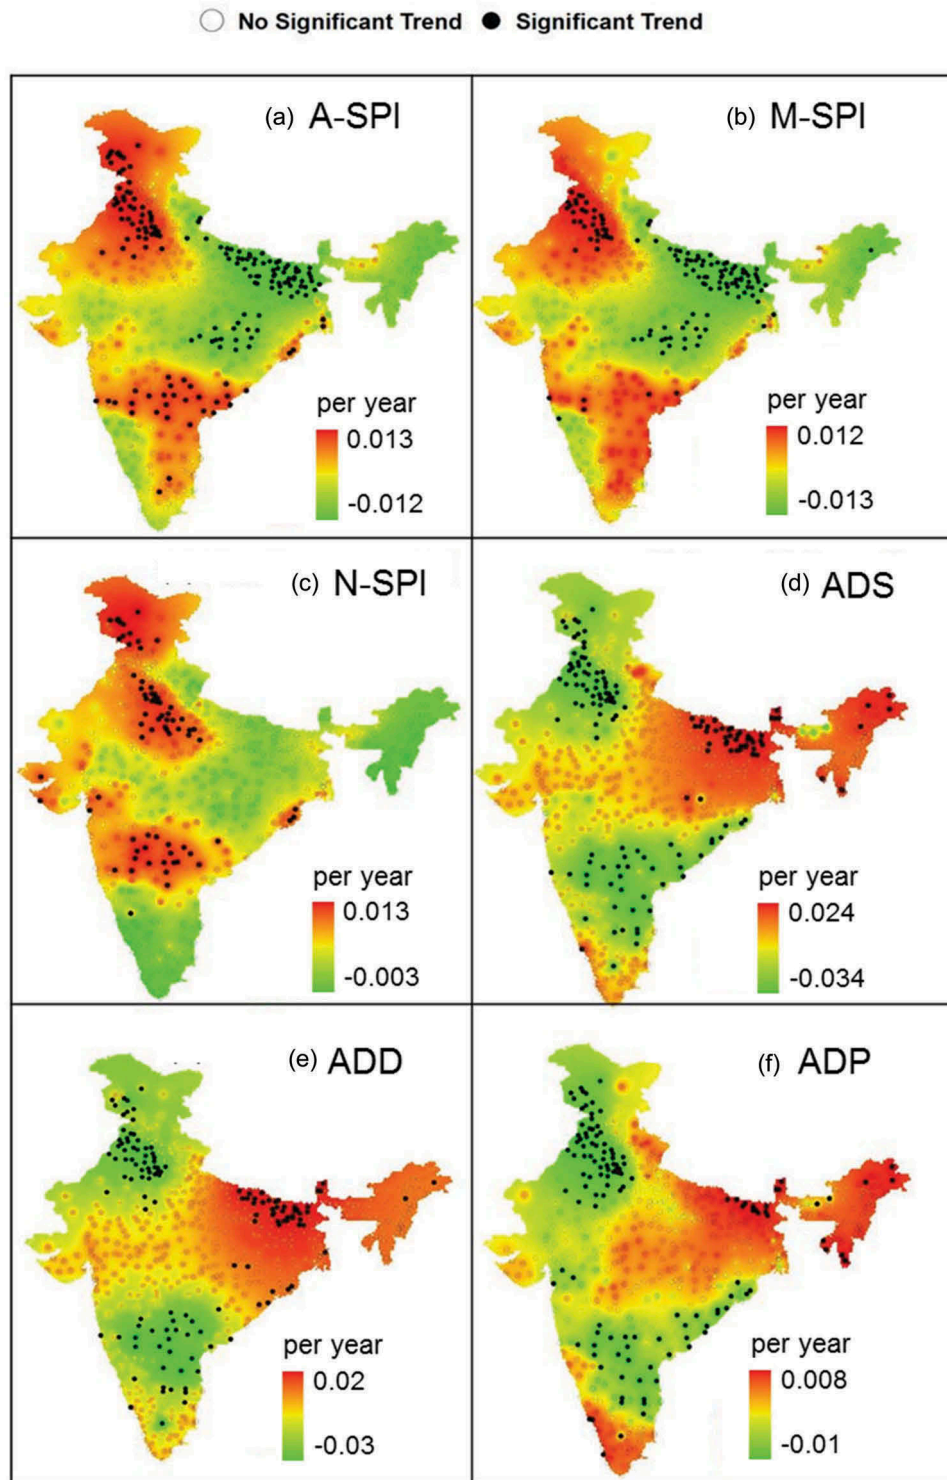 No Significant Trend Significant Trend
(a) A-SPI
per year
0.013
-0.012
(b) M-SPI
per year
0.012
-0.013
(c) N-SPI
per year
0.013
-0.003
(d) ADS
per year
0.024
-0.034
(e) ADD
per year
0.02
-0.03
(f) ADP
per year
0.008
-0.01